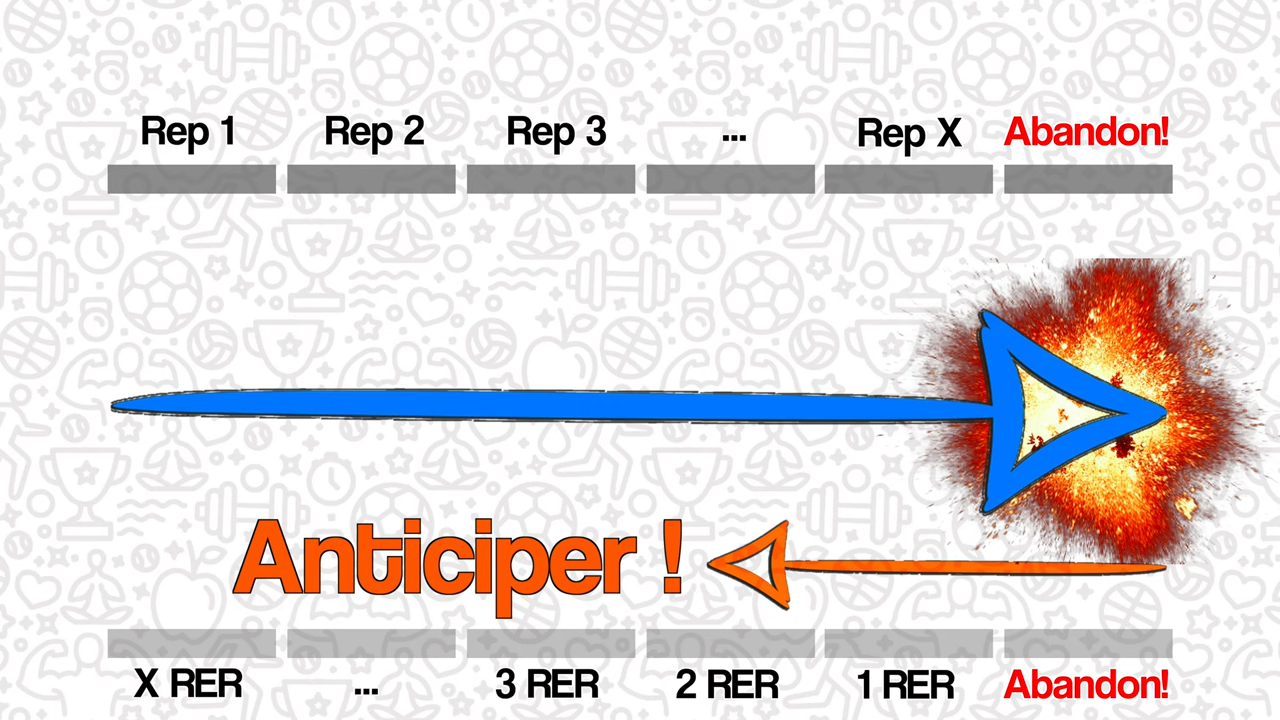 Rep 1 Rep 2 Rep 3 ... Rep X Abandon!
Anticiper !
X RER ... 3 RER 2 RER 1 RER Abandon!